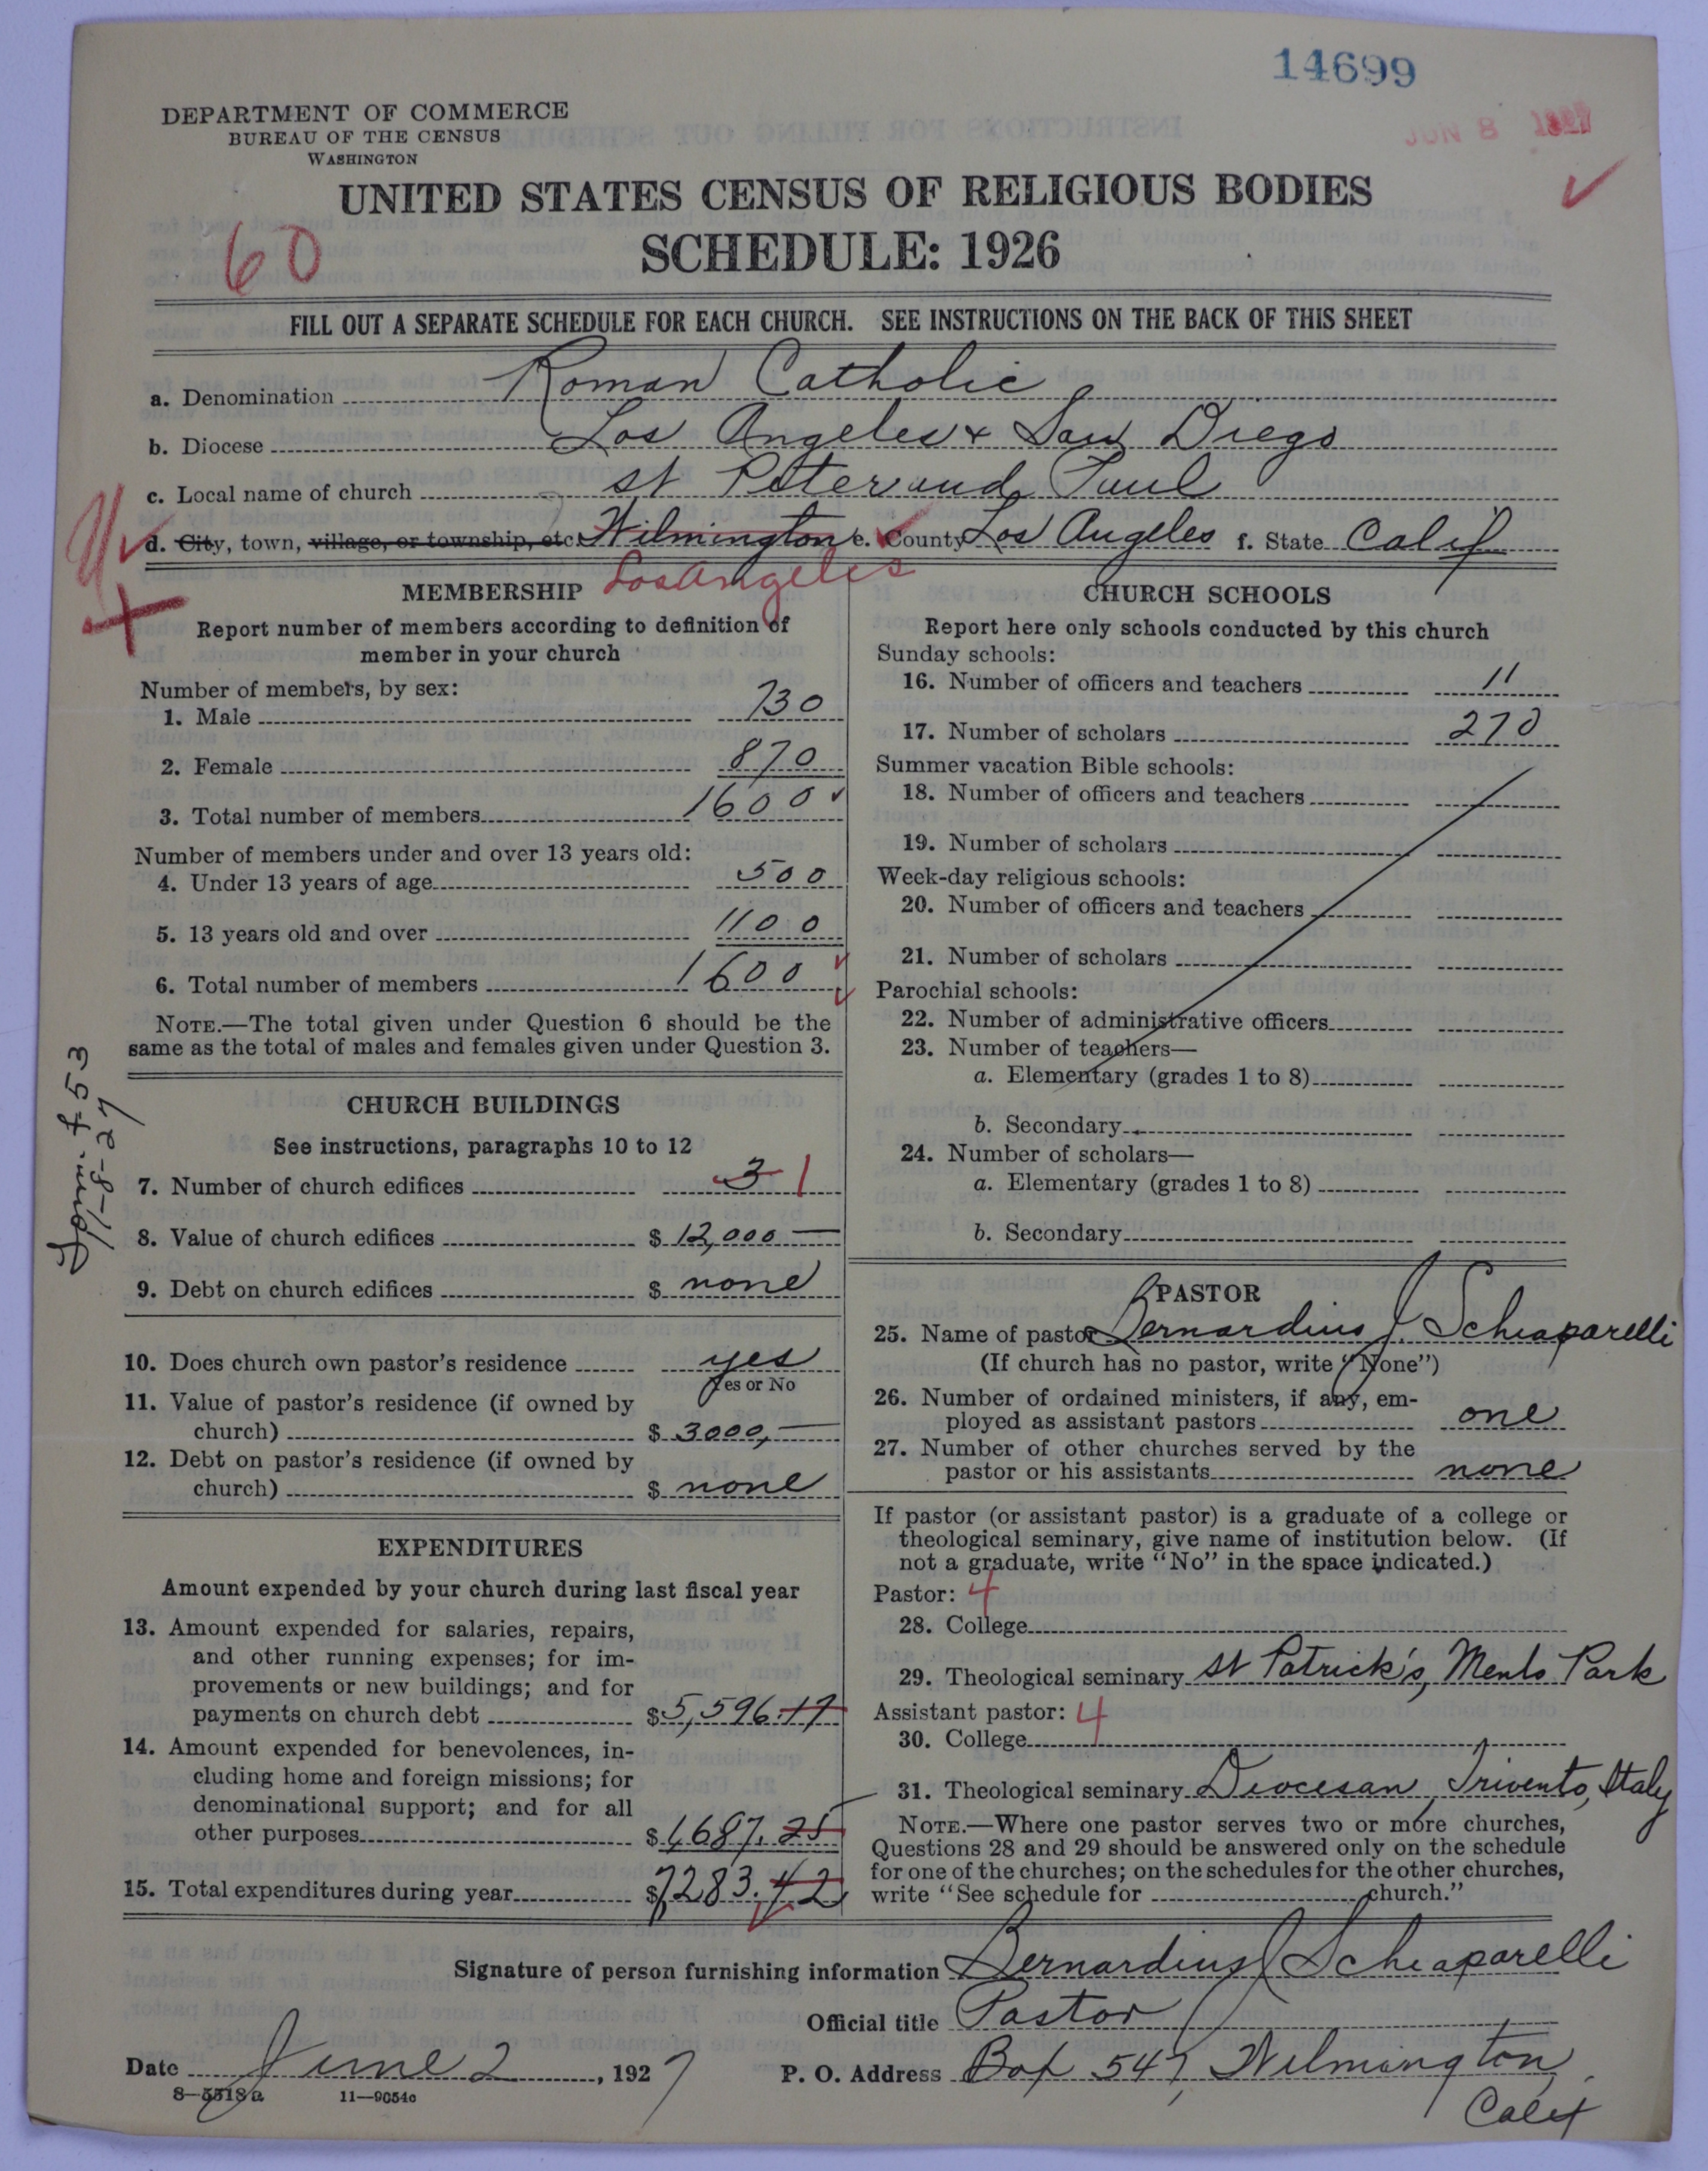 14699
DEPARTMENT OF COMMERCE
BUREAU OF THE CENSUS
WASHINGTON
JUN 8 1927
UNITED STATES CENSUS OF RELIGIOUS BODIES
SCHEDULE: 1926
60
FILL OUT A SEPARATE SCHEDULE FOR EACH CHURCH. SEE INSTRUCTIONS ON THE BACK OF THIS SHEET
a. Denomination Roman Catholic
b. Diocese Los Angeles + San Diego
c. Local name of church st Peter and Paul
d. City, town, village, or township, etc. Wilmington e. County Los Angeles f. State Calif
Los Angeles
MEMBERSHIP
Report number of members according to definition of
member in your church
Number of members, by sex:
1. Male 730
2. Female 870
3. Total number of members 1600
Number of members under and over 13 years old:
4. Under 13 years of age 500
5. 13 years old and over 1100
6. Total number of members 1600
NOTE.—The total given under Question 6 should be the
same as the total of males and females given under Question 3.
11-8-27
CHURCH BUILDINGS
See instructions, paragraphs 10 to 12
7. Number of church edifices 3 1
8. Value of church edifices $ 12,000 —
9. Debt on church edifices $ none
10. Does church own pastor's residence yes
Yes or No
11. Value of pastor's residence (if owned by
church) $ 3000,—
12. Debt on pastor's residence (if owned by
church) $ none
EXPENDITURES
Amount expended by your church during last fiscal year
13. Amount expended for salaries, repairs,
and other running expenses; for im-
provements or new buildings; and for
payments on church debt $ 5,596.17
14. Amount expended for benevolences, in-
cluding home and foreign missions; for
denominational support; and for all
other purposes $ 1,687.25
15. Total expenditures during year $ 7283.42
CHURCH SCHOOLS
Report here only schools conducted by this church
Sunday schools:
16. Number of officers and teachers 11
17. Number of scholars 270
Summer vacation Bible schools:
18. Number of officers and teachers
19. Number of scholars
Week-day religious schools:
20. Number of officers and teachers
21. Number of scholars
Parochial schools:
22. Number of administrative officers
23. Number of teachers—
a. Elementary (grades 1 to 8)
b. Secondary
24. Number of scholars—
a. Elementary (grades 1 to 8)
b. Secondary
PASTOR
25. Name of pastor Bernardius J. Schiaparelli
(If church has no pastor, write "None")
26. Number of ordained ministers, if any, em-
ployed as assistant pastors one
27. Number of other churches served by the
pastor or his assistants none
If pastor (or assistant pastor) is a graduate of a college or
theological seminary, give name of institution below. (If
not a graduate, write "No" in the space indicated.)
Pastor: 4
28. College
29. Theological seminary st Patrick's, Menlo Park
Assistant pastor: 4
30. College
31. Theological seminary Diocesan, Trivento, Italy
NOTE.—Where one pastor serves two or more churches,
Questions 28 and 29 should be answered only on the schedule
for one of the churches; on the schedules for the other churches,
write "See schedule for church."
Signature of person furnishing information Bernardius J Schiaparelli
Official title Pastor
Date June 2, 1927 P. O. Address Box 547, Wilmington,
Calif
8—5518a 11—9054c